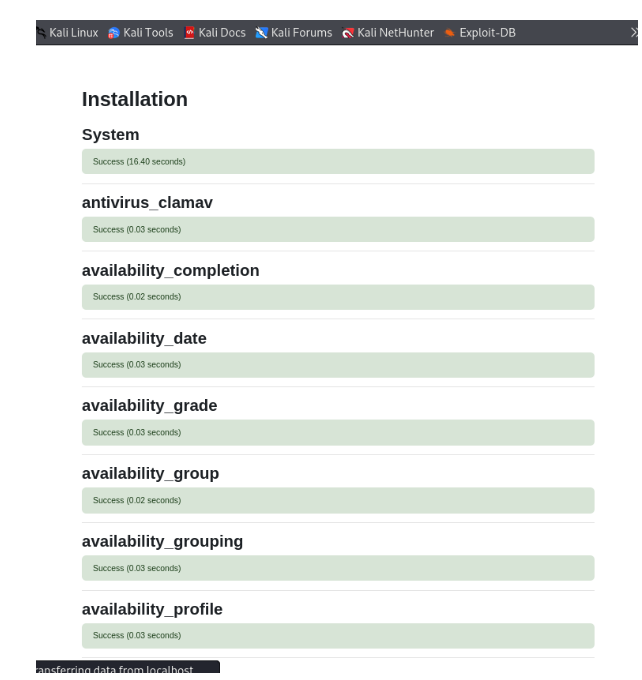 Kali Linux Kali Tools Kali Docs Kali Forums Kali NetHunter Exploit-DB
Installation
System
Success (16.40 seconds)
antivirus_clamav
Success (0.03 seconds)
availability_completion
Success (0.02 seconds)
availability_date
Success (0.03 seconds)
availability_grade
Success (0.03 seconds)
availability_group
Success (0.02 seconds)
availability_grouping
Success (0.03 seconds)
availability_profile
Success (0.03 seconds)
ansferring data from localhost